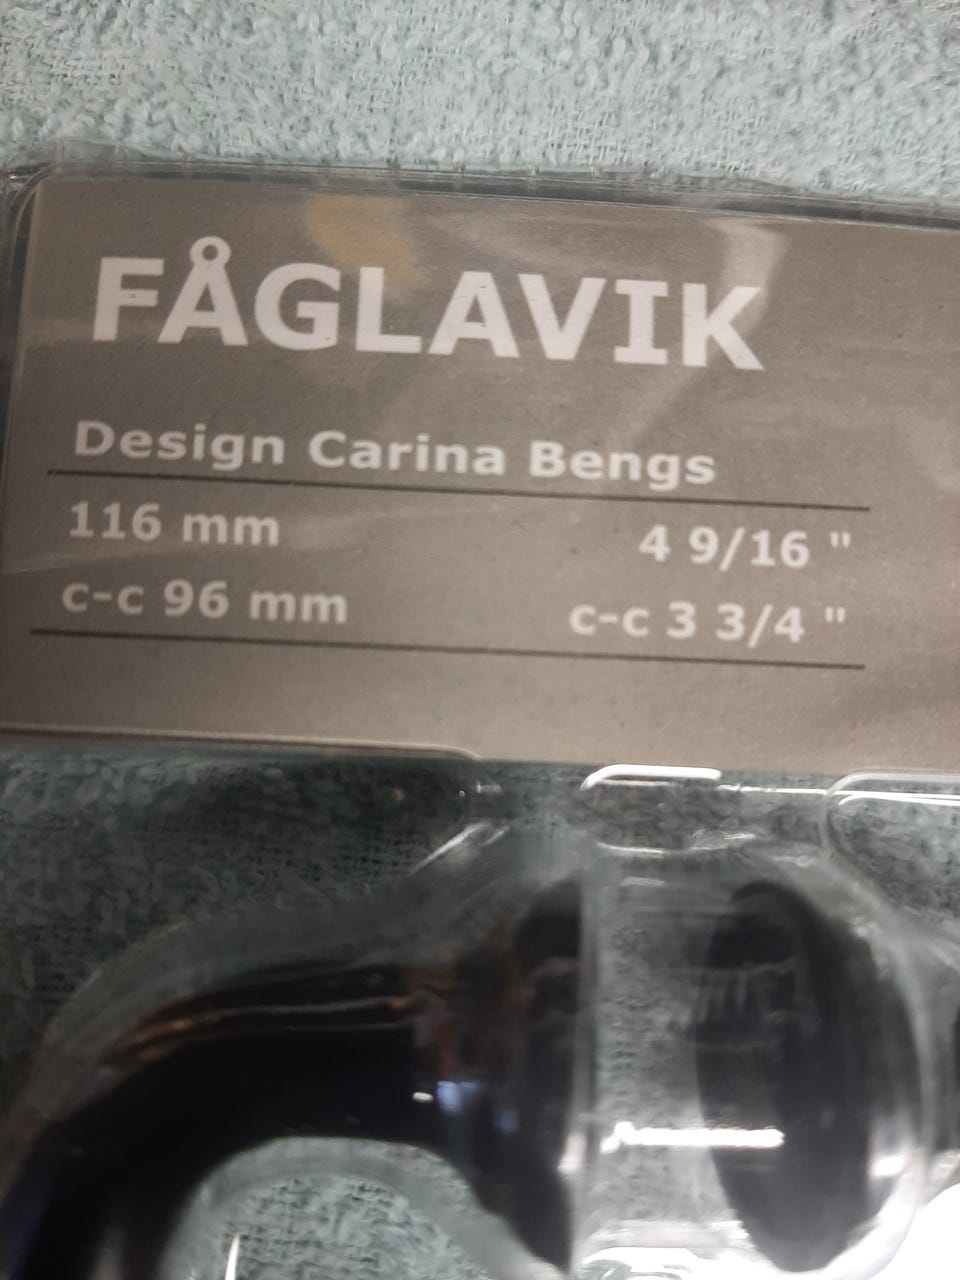 FÅGLAVIK
Design Carina Bengs
116 mm 4 9/16 "
c-c 96 mm c-c 3 3/4 "